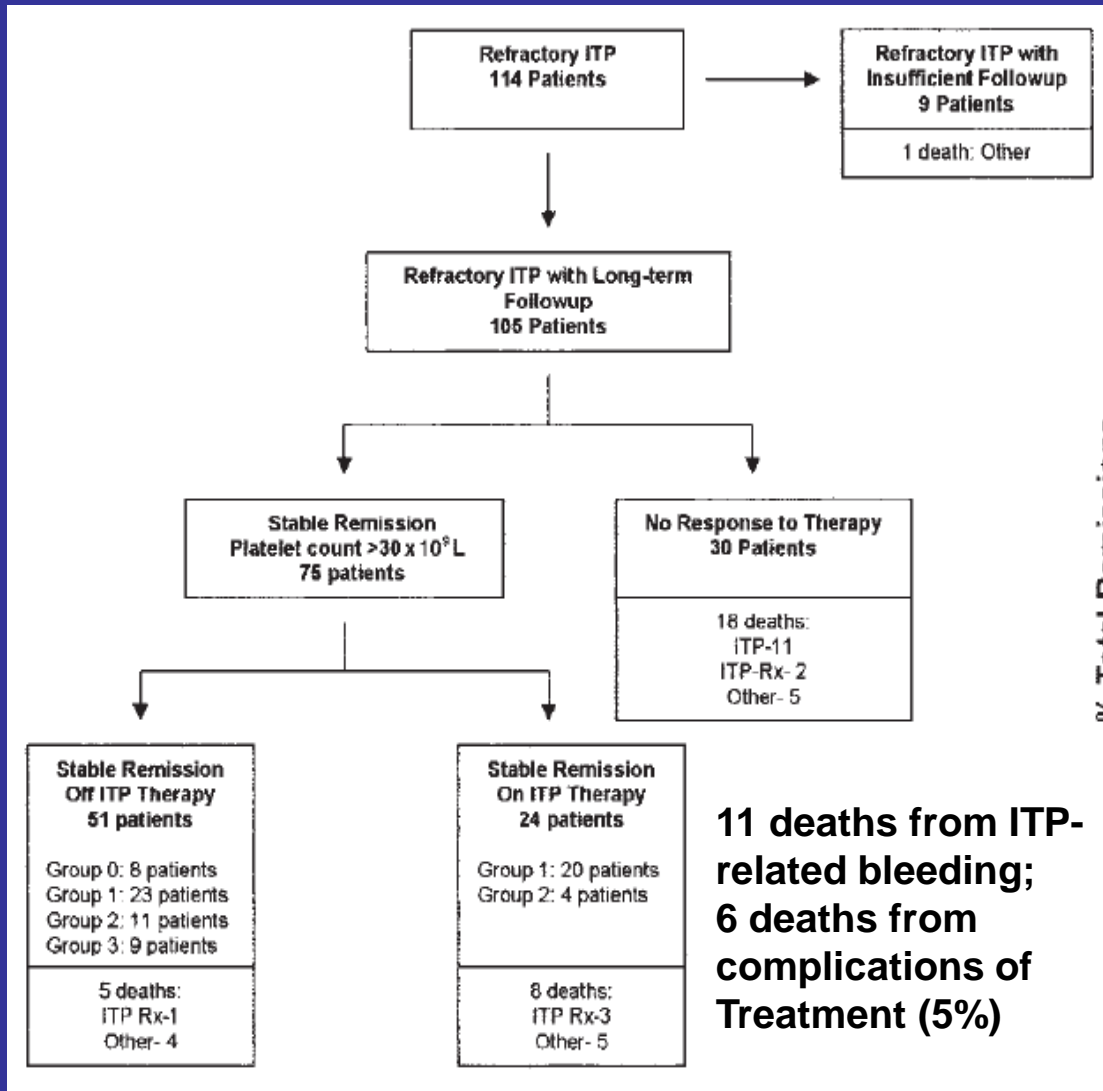 Refractory ITP
114 Patients
Refractory ITP with
Insufficient Followup
9 Patients
1 death: Other
Refractory ITP with Long-term
Followup
105 Patients
Stable Remission
Platelet count >30 x 10⁹ L
75 patients
No Response to Therapy
30 Patients
18 deaths:
ITP-11
ITP-Rx- 2
Other- 5
Stable Remission
Off ITP Therapy
51 patients
Group 0: 8 patients
Group 1: 23 patients
Group 2: 11 patients
Group 3: 9 patients
5 deaths:
ITP Rx-1
Other- 4
Stable Remission
On ITP Therapy
24 patients
Group 1: 20 patients
Group 2: 4 patients
8 deaths:
ITP Rx-3
Other- 5
11 deaths from ITP-
related bleeding;
6 deaths from
complications of
Treatment (5%)